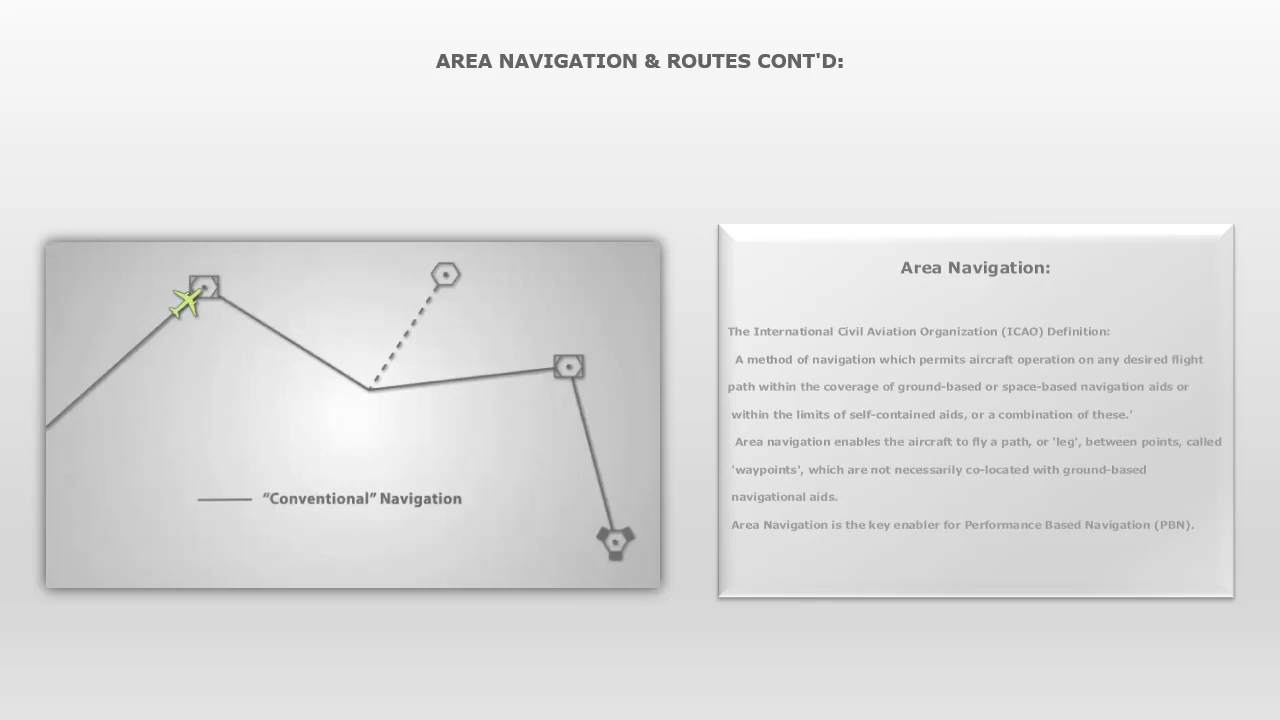 AREA NAVIGATION & ROUTES CONT'D:
"Conventional" Navigation
Area Navigation:
The International Civil Aviation Organization (ICAO) Definition:
A method of navigation which permits aircraft operation on any desired flight
path within the coverage of ground-based or space-based navigation aids or
within the limits of self-contained aids, or a combination of these.'
Area navigation enables the aircraft to fly a path, or 'leg', between points, called
'waypoints', which are not necessarily co-located with ground-based
navigational aids.
Area Navigation is the key enabler for Performance Based Navigation (PBN).